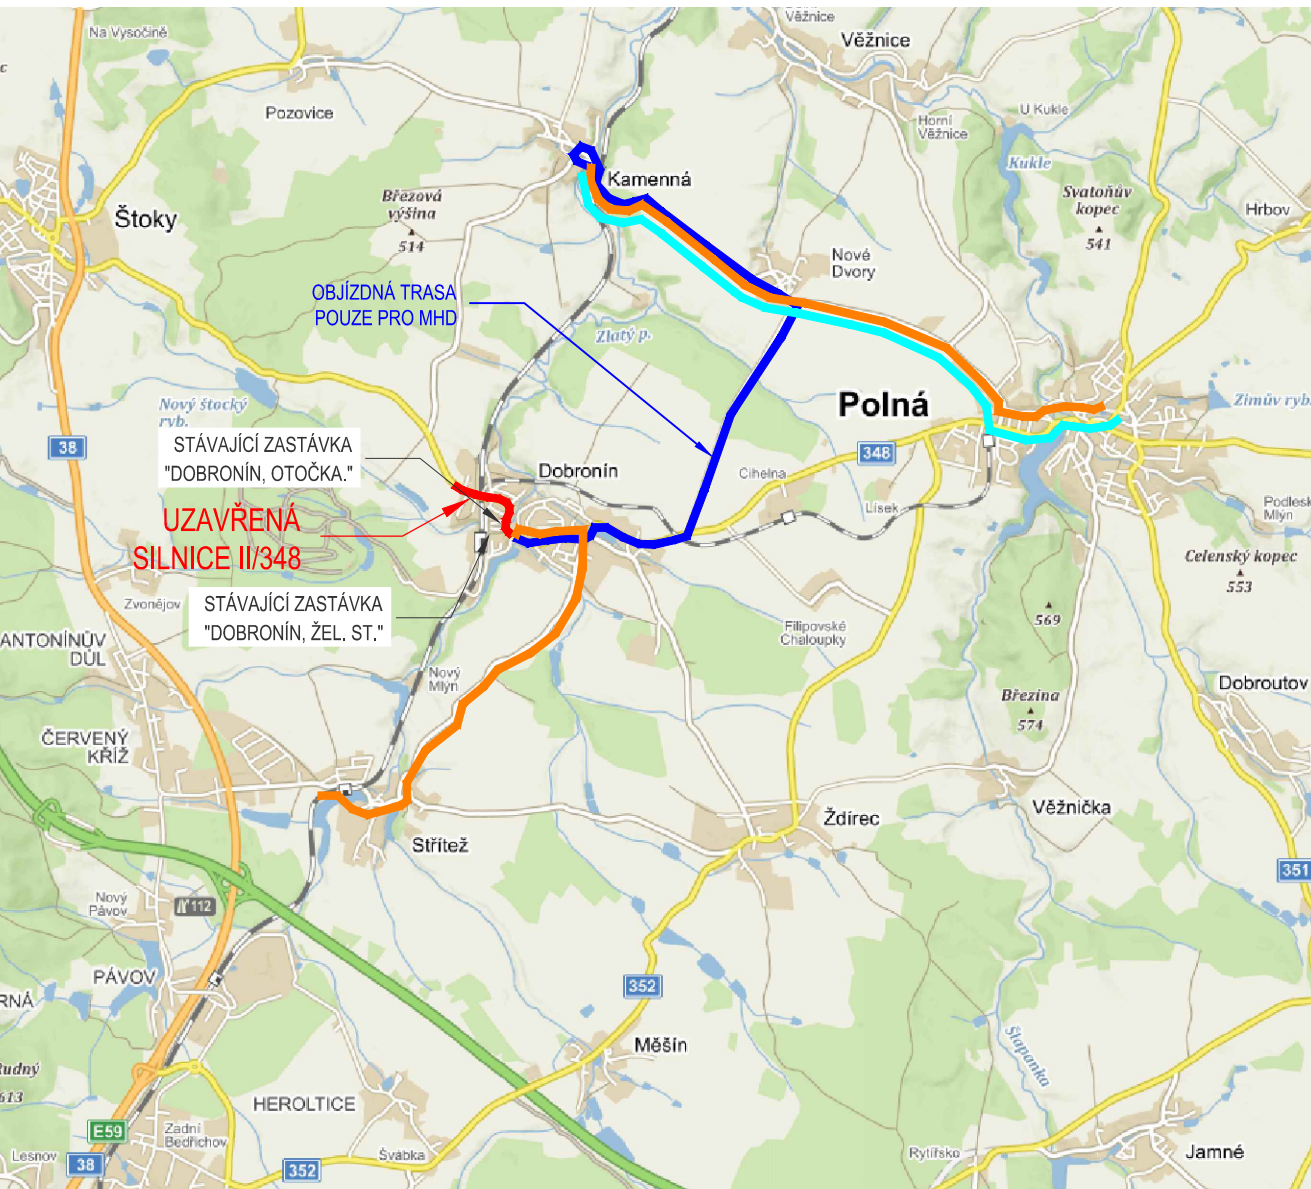 Na Vysočině
Věžnice
Věžnice
Pozovice
U Kukle
Horní
Věžnice
Kukle
Kamenná
Březová
výšina
514
Svatoňův
kopec
541
Hrbov
Štoky
Nové
Dvory
OBJÍZDNÁ TRASA
POUZE PRO MHD
Zlatý p.
Nový štocký
ryb.
Polná
Zimův ryb.
38
STÁVAJÍCÍ ZASTÁVKA
"DOBRONÍN, OTOČKA."
348
Dobronín
Cihelna
UZAVŘENÁ
SILNICE II/348
Lísek
Podlesk
Mlýn
Celenský kopec
553
Zvonějov
STÁVAJÍCÍ ZASTÁVKA
"DOBRONÍN, ŽEL. ST."
569
Filipovské
Chaloupky
ANTONÍNŮV
DŮL
Nový
Mlýn
Dobroutov
Březina
574
ČERVENÝ
KŘÍŽ
Věžnička
Ždírec
Střítež
351
Nový
Pávov
112
PÁVOV
RNÁ
352
Měšín
Štapanka
Rudný
613
HEROLTICE
E59
Zadní
Bedřichov
Lesnov
38
352
Švábka
Rytířsko
Jamné